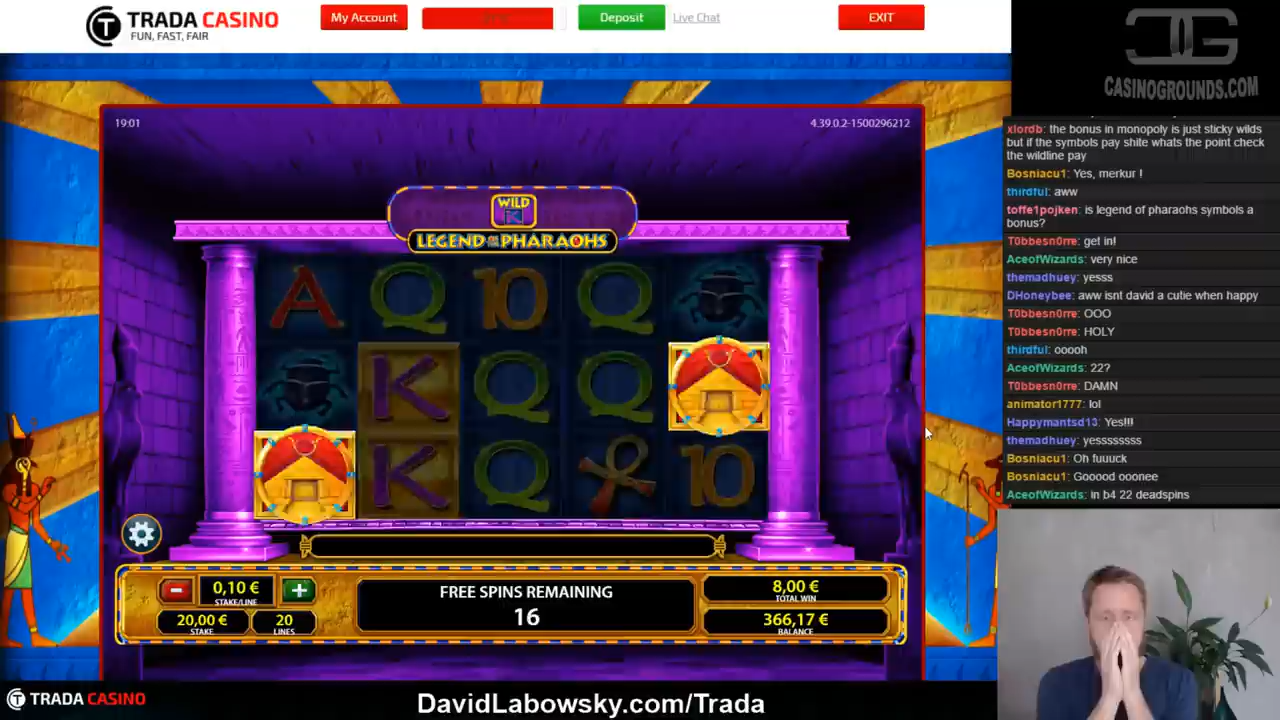 TRADA CASINO
FUN, FAST, FAIR
My Account
Deposit
Live Chat
EXIT
CG
CASINOGROUNDS.COM
19:01
4.39.0.2-1500296212
WILD
K
LEGEND OF THE PHARAOHS
A Q 10 Q
K Q Q
K Q 10
0,10 €
STAKE/LINE
20,00 €
STAKE
20
LINES
FREE SPINS REMAINING
16
8,00 €
TOTAL WIN
366,17 €
BALANCE
xlordb: the bonus in monopoly is just sticky wilds
but if the symbols pay shite whats the point check
the wildline pay
Bosniacu1: Yes, merkur !
thirdful: aww
toffe1pojken: is legend of pharaohs symbols a
bonus?
T0bbesn0rre: get in!
AceofWizards: very nice
themadhuey: yesss
DHoneybee: aww isnt david a cutie when happy
T0bbesn0rre: OOO
T0bbesn0rre: HOLY
thirdful: ooooh
AceofWizards: 22?
T0bbesn0rre: DAMN
animator1777: lol
Happymantsd13: Yes!!!
themadhuey: yessssssss
Bosniacu1: Oh fuuuck
Bosniacu1: Gooood ooonee
AceofWizards: in b4 22 deadspins
TRADA CASINO
DavidLabowsky.com/Trada